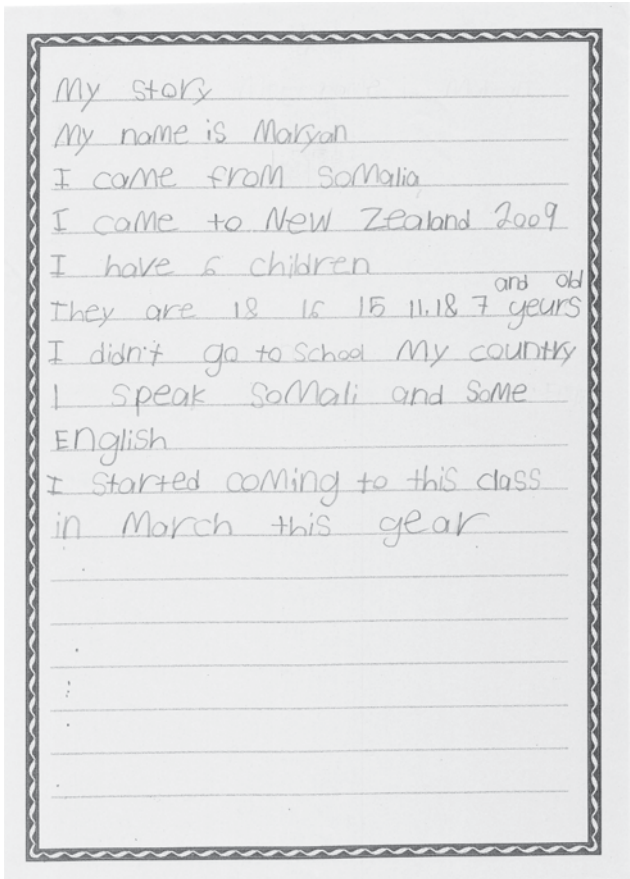 My story
My name is Maryan
I came from Somalia
I came to New Zealand 2009
I have 6 children
and old
They are 18 16 15 11.18 7 yeurs
I didn't go to School My country
I speak Somali and some
English
I started coming to this class
in March this gear